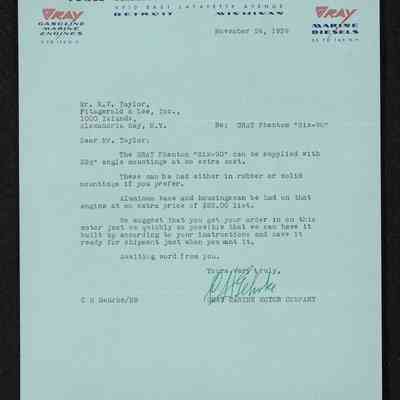 6910 EAST LAFAYETTE AVENUE
GRAY
GASOLINE
MARINE
ENGINES
DETROIT MICHIGAN
GRAY
MARINE
DIESELS
November 24, 1939
Mr. R.V. Taylor,
Fitzgerald & Lee, Inc.,
1000 Islands,
Alexandria Bay, N.Y.
Re: GRAY Phantom "Six-90"
Dear Mr. Taylor:
The GRAY Phantom "Six-90" can be supplied with
angle mountings at no extra cost.
These can be had either in rubber or solid
mountings if you prefer.
Aluminum base and housings can be had on that
engine at an extra price of list.
We suggest that you get your order in on this
motor just as quickly as possible that we can have it
built up according to your instructions and have it
ready for shipment just when you want it.
Awaiting word from you.
Yours very truly,
GRAY MARINE MOTOR COMPANY